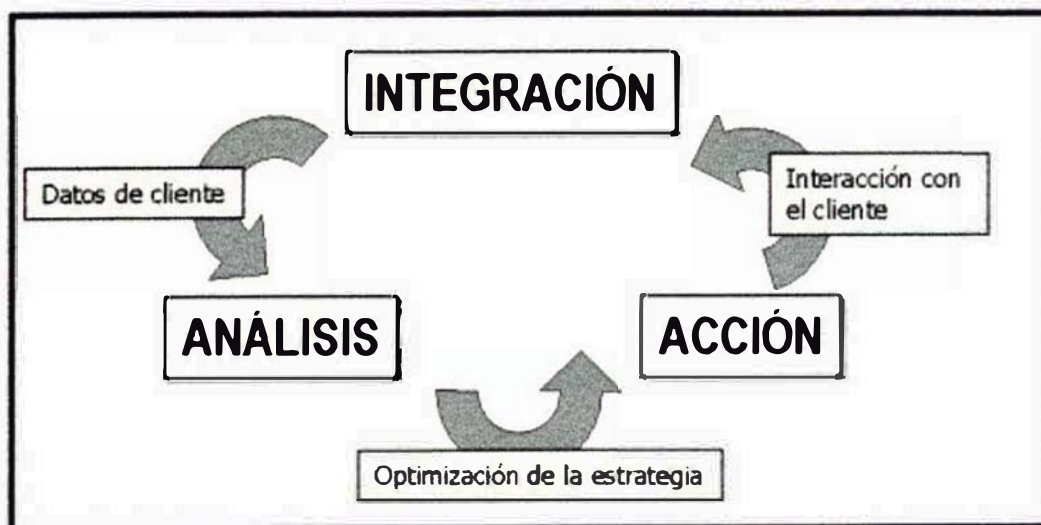 INTEGRACIÓN
Datos de cliente
Interacción con
el cliente
ANÁLISIS
ACCIÓN
Optimización de la estrategia